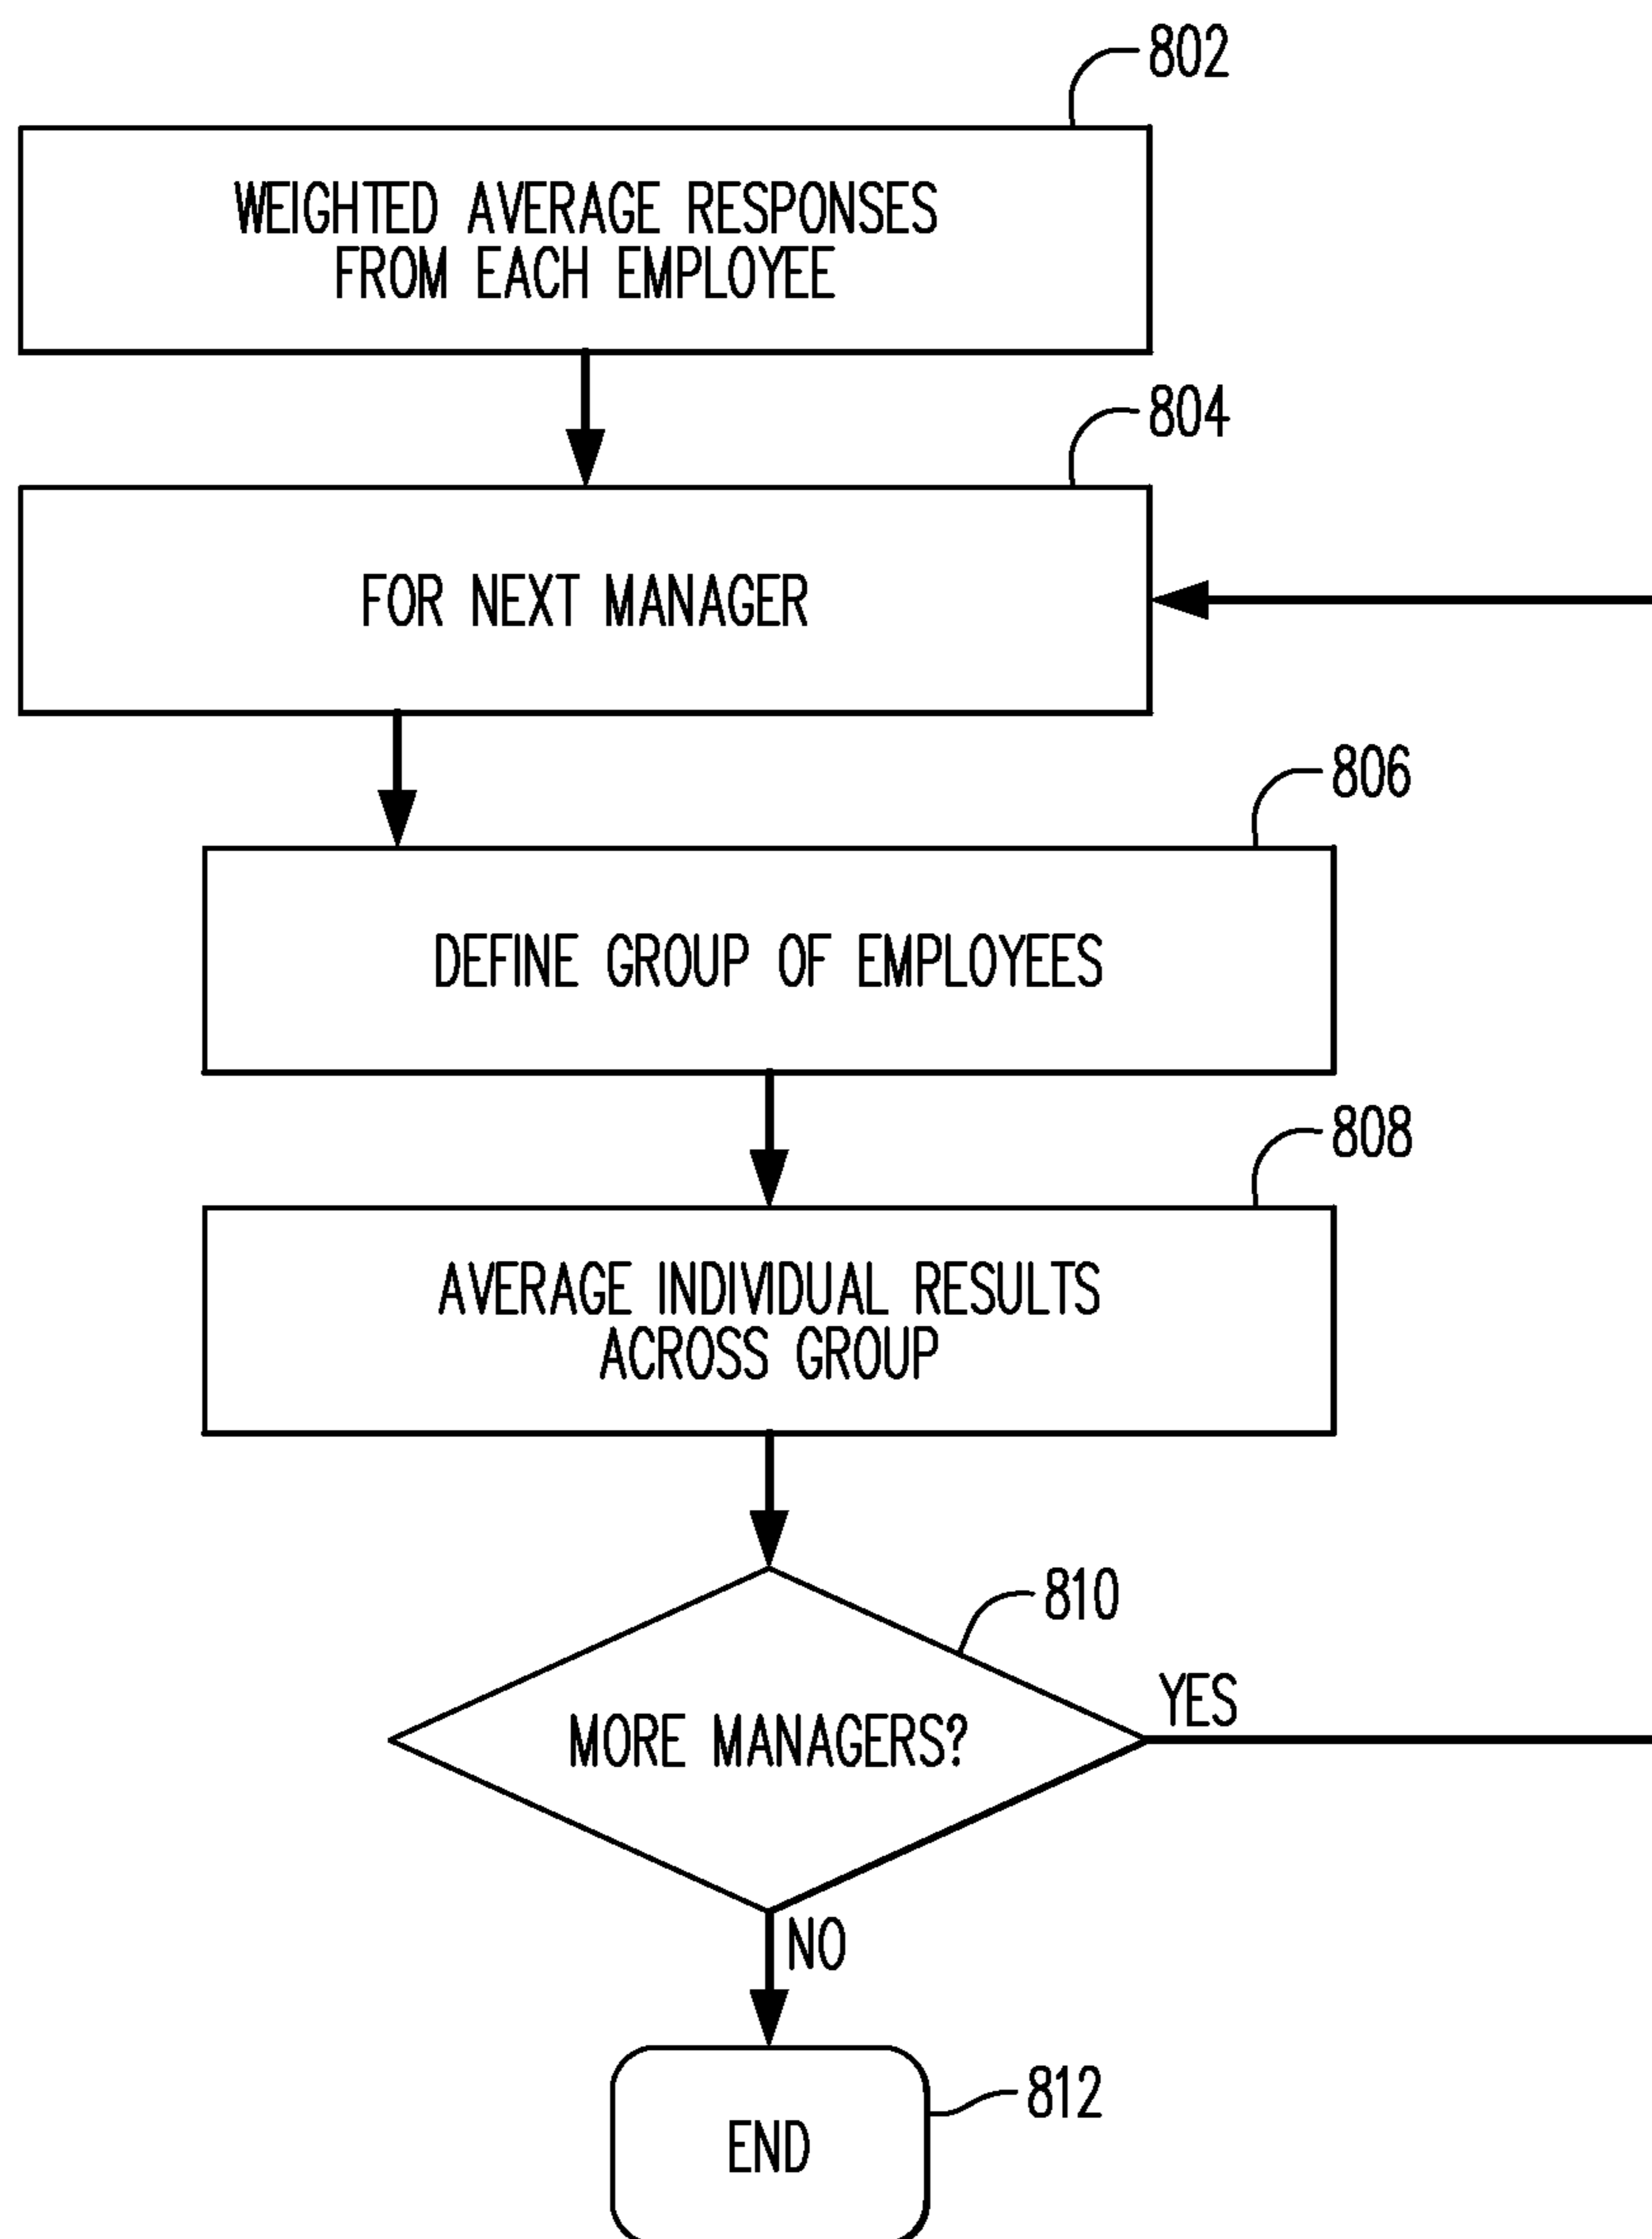 802
WEIGHTED AVERAGE RESPONSES
FROM EACH EMPLOYEE
804
FOR NEXT MANAGER
806
DEFINE GROUP OF EMPLOYEES
808
AVERAGE INDIVIDUAL RESULTS
ACROSS GROUP
810
MORE MANAGERS?
YES
NO
812
END